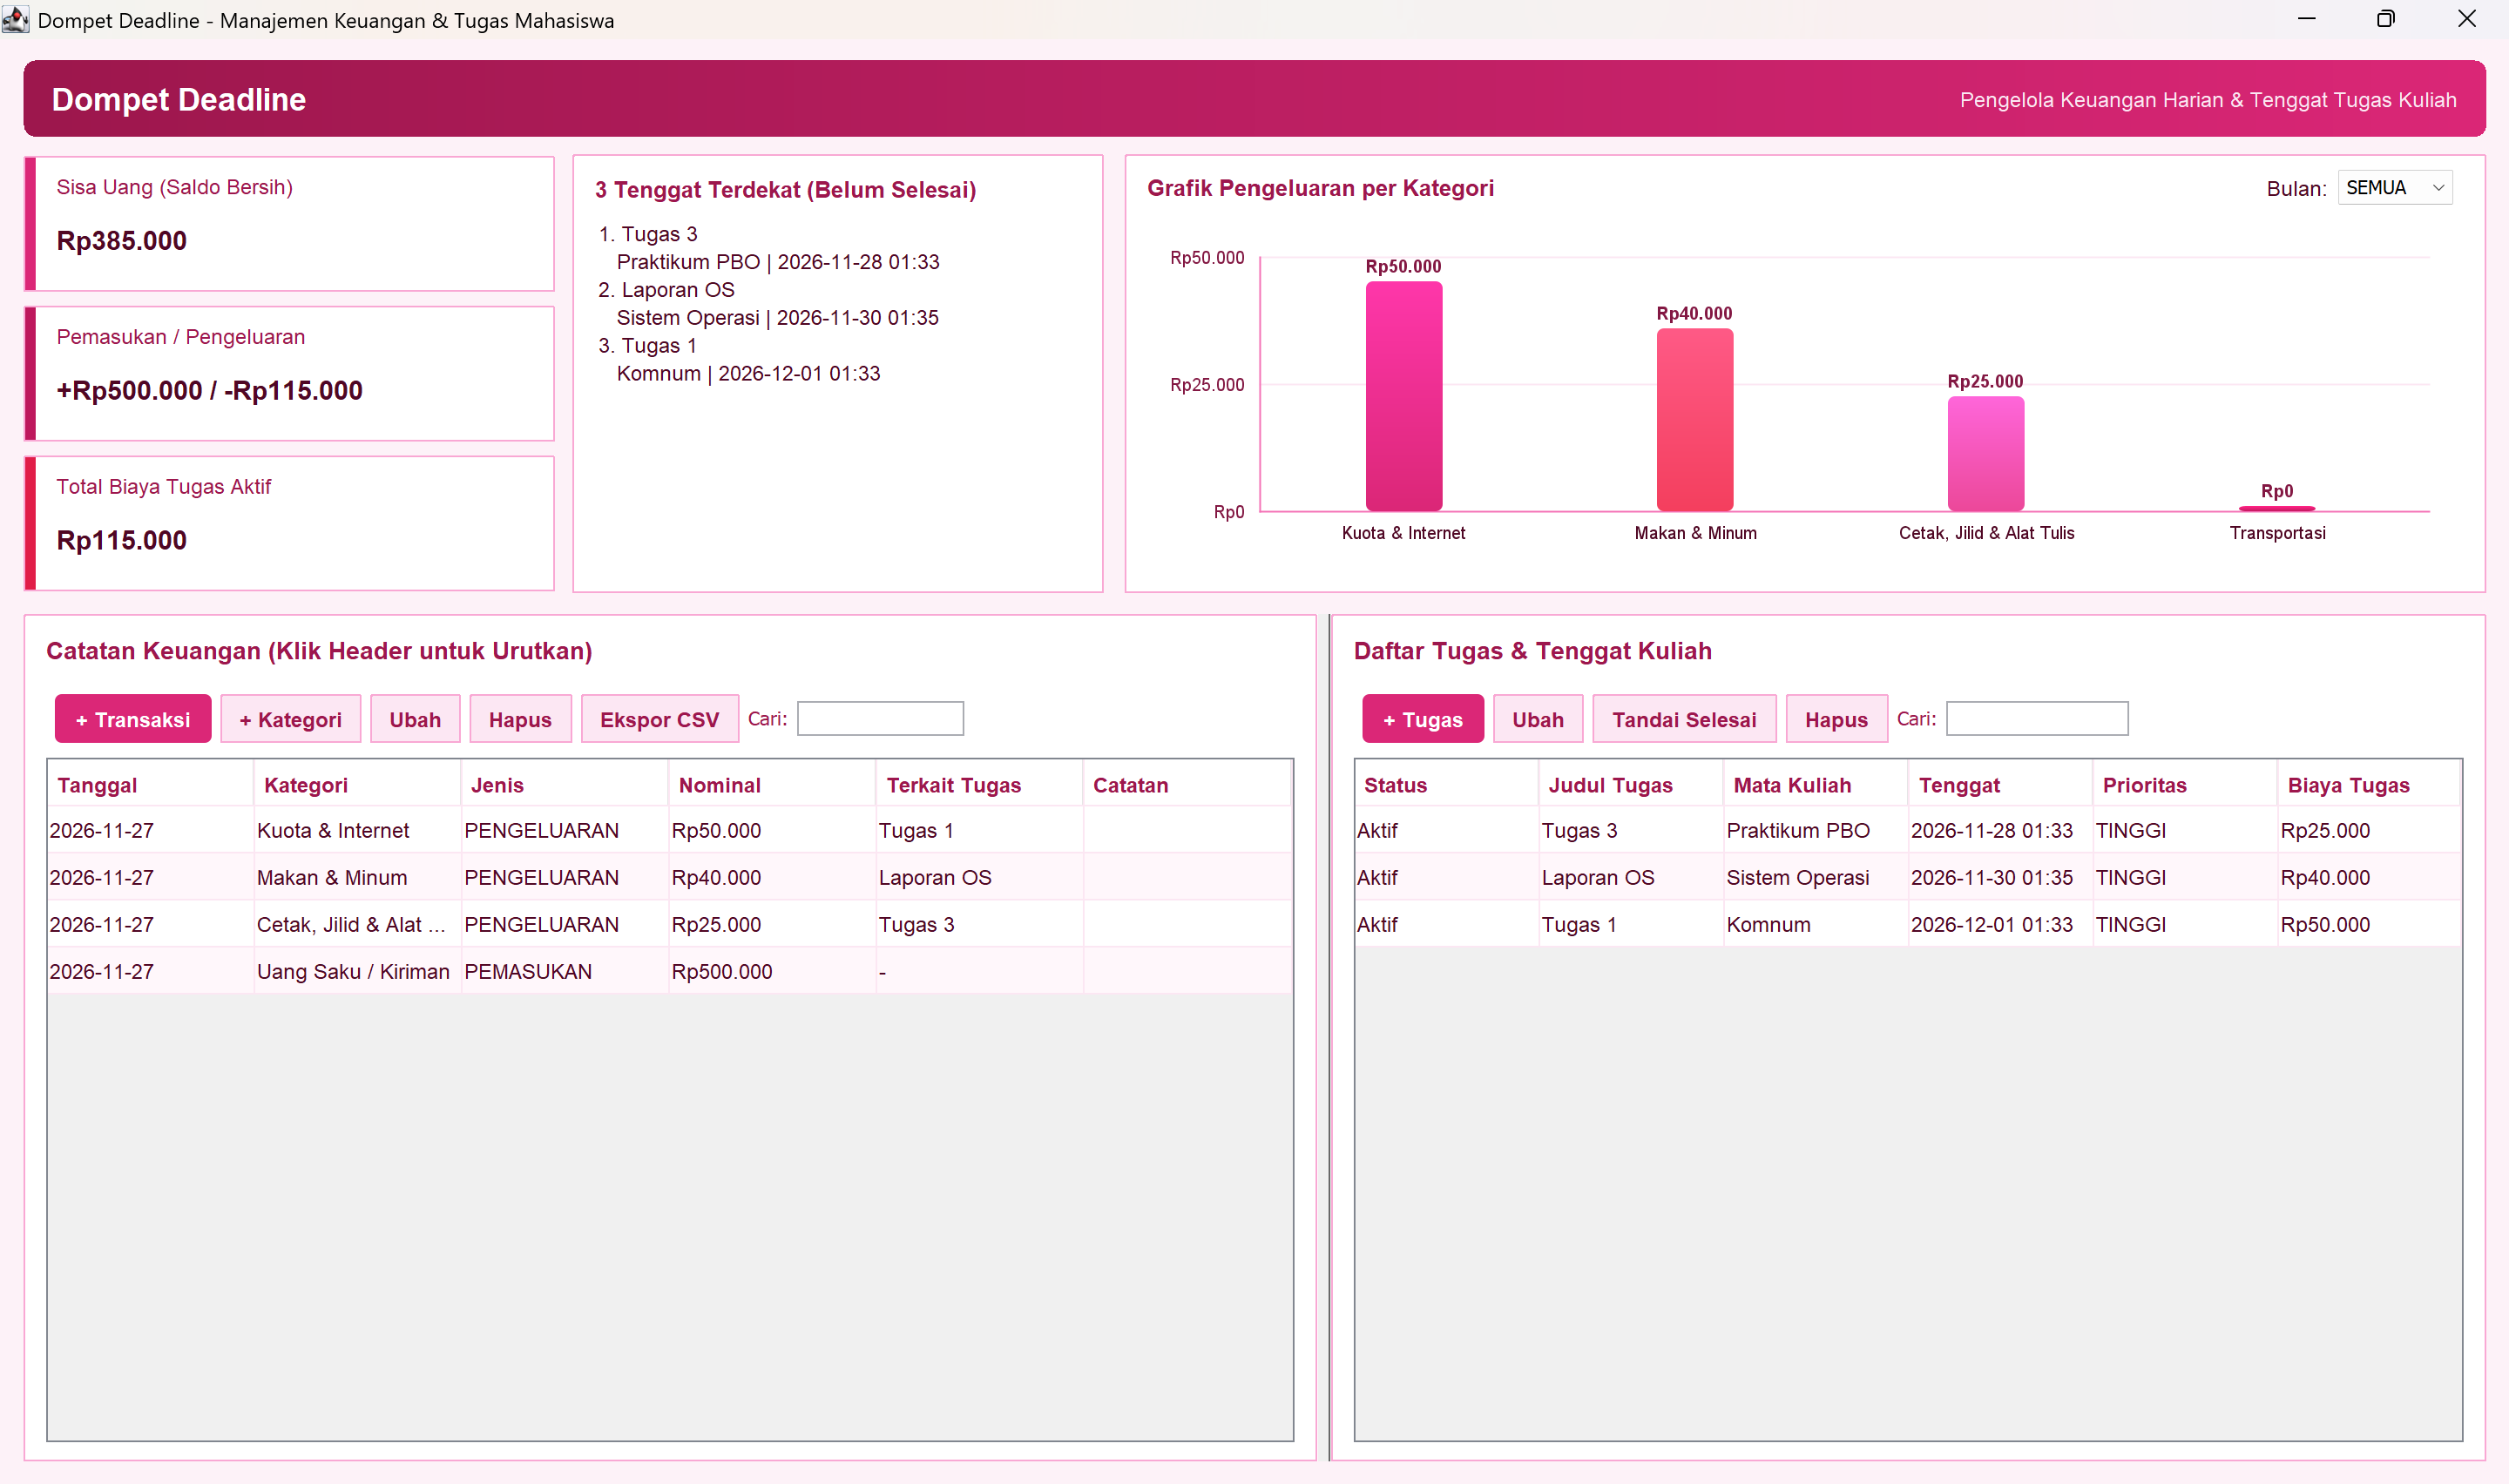 Dompet Deadline - Manajemen Keuangan & Tugas Mahasiswa
Dompet Deadline
Pengelola Keuangan Harian & Tenggat Tugas Kuliah
Sisa Uang (Saldo Bersih)
Rp385.000
Pemasukan / Pengeluaran
+Rp500.000 / -Rp115.000
Total Biaya Tugas Aktif
Rp115.000
3 Tenggat Terdekat (Belum Selesai)
1. Tugas 3
Praktikum PBO | 2026-11-28 01:33
2. Laporan OS
Sistem Operasi | 2026-11-30 01:35
3. Tugas 1
Komnum | 2026-12-01 01:33
Grafik Pengeluaran per Kategori
Bulan: SEMUA
Rp50.000
Rp25.000
Rp0
Rp50.000
Rp40.000
Rp25.000
Rp0
Kuota & Internet
Makan & Minum
Cetak, Jilid & Alat Tulis
Transportasi
Catatan Keuangan (Klik Header untuk Urutkan)
+ Transaksi + Kategori Ubah Hapus Ekspor CSV Cari:
Tanggal Kategori Jenis Nominal Terkait Tugas Catatan
2026-11-27 Kuota & Internet PENGELUARAN Rp50.000 Tugas 1
2026-11-27 Makan & Minum PENGELUARAN Rp40.000 Laporan OS
2026-11-27 Cetak, Jilid & Alat ... PENGELUARAN Rp25.000 Tugas 3
2026-11-27 Uang Saku / Kiriman PEMASUKAN Rp500.000 -
Daftar Tugas & Tenggat Kuliah
+ Tugas Ubah Tandai Selesai Hapus Cari:
Status Judul Tugas Mata Kuliah Tenggat Prioritas Biaya Tugas
Aktif Tugas 3 Praktikum PBO 2026-11-28 01:33 TINGGI Rp25.000
Aktif Laporan OS Sistem Operasi 2026-11-30 01:35 TINGGI Rp40.000
Aktif Tugas 1 Komnum 2026-12-01 01:33 TINGGI Rp50.000